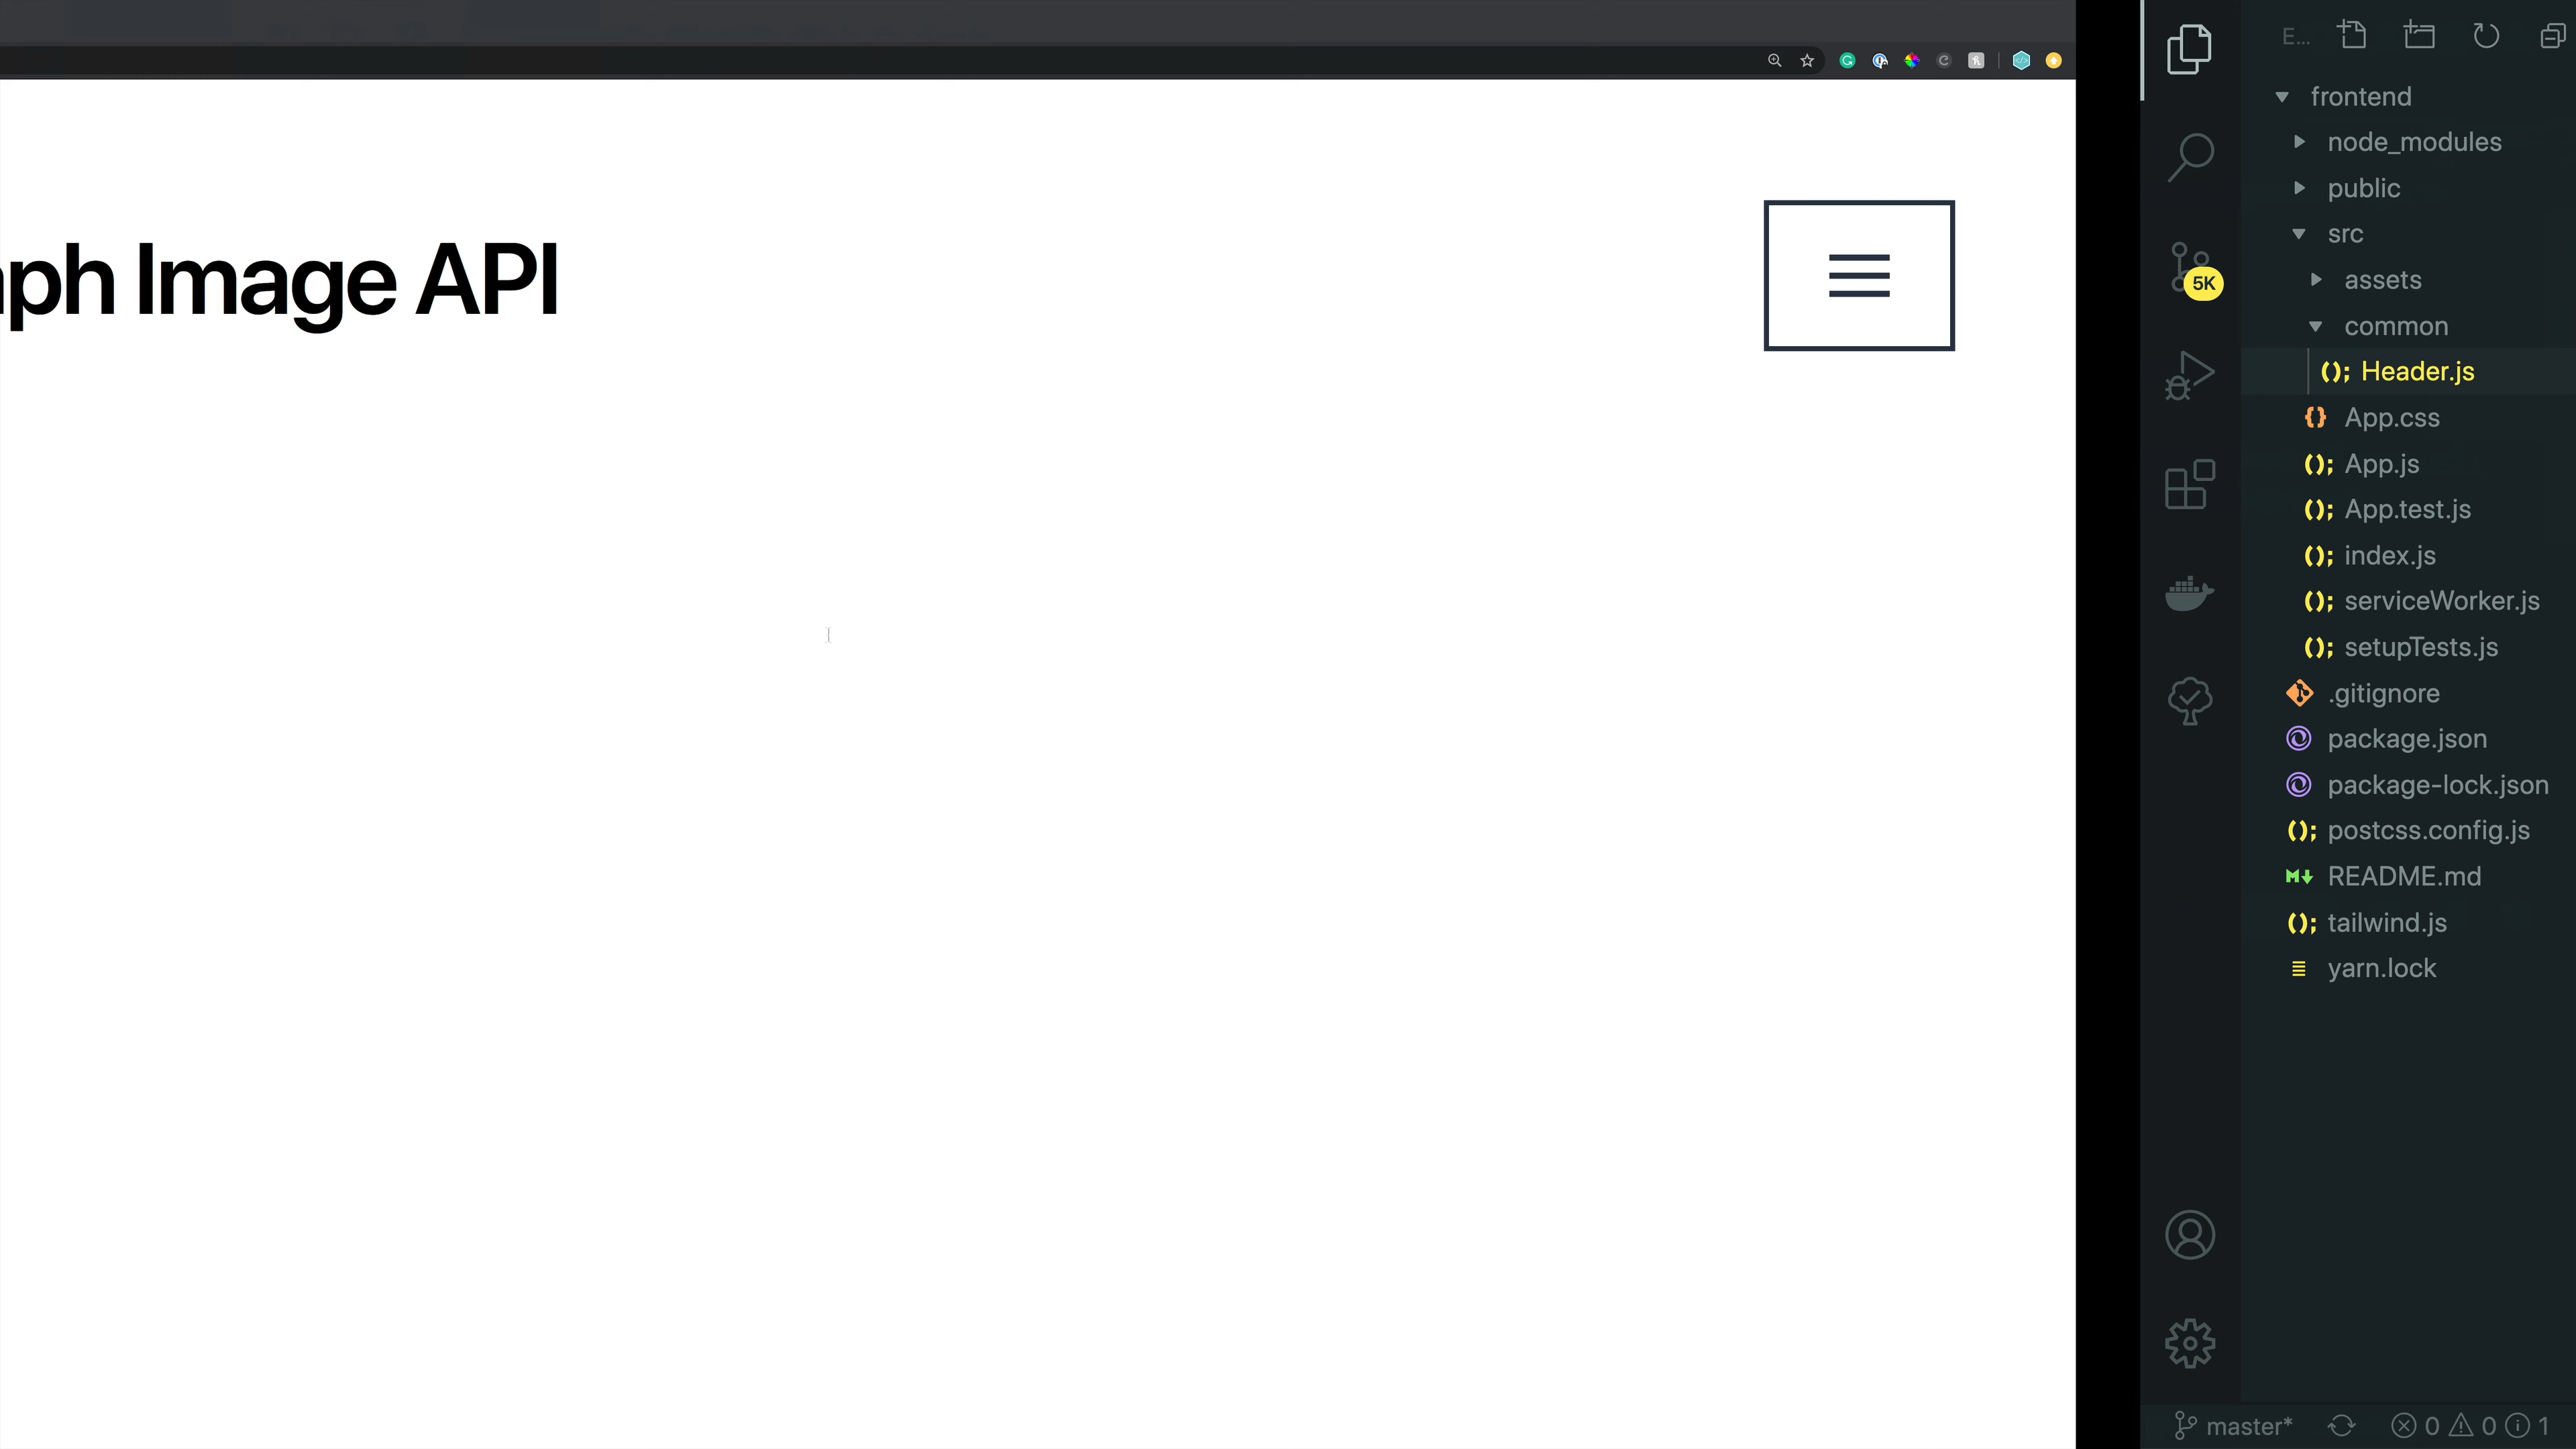 aph Image API
E...
frontend
node_modules
public
src
5K
assets
common
(); Header.js
{} App.css
(); App.js
(); App.test.js
(); index.js
(); serviceWorker.js
(); setupTests.js
.gitignore
package.json
package-lock.json
(); postcss.config.js
M↓ README.md
(); tailwind.js
yarn.lock
master* 0 0 1